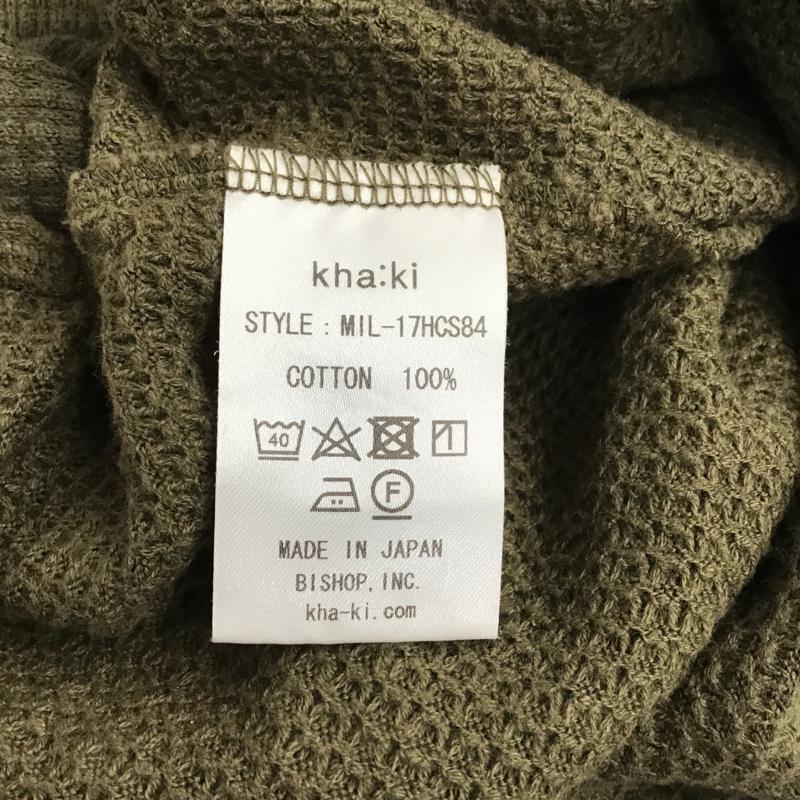 kha:ki
STYLE : MIL-17HCS84
COTTON 100%
40
F
MADE IN JAPAN
BISHOP, INC.
kha-ki.com